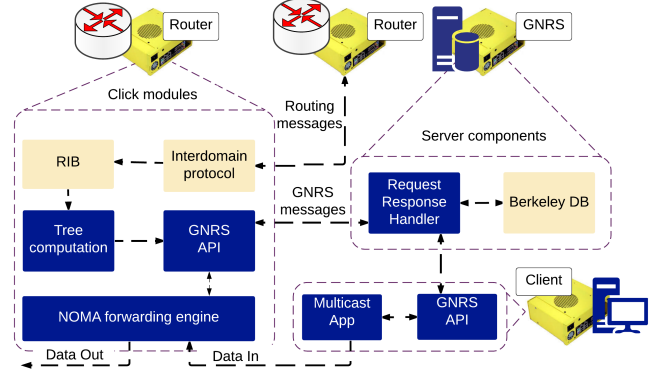 Router
Router
GNRS
Click modules
Routing
messages
Server components
RIB
Interdomain
protocol
GNRS
messages
Request
Response
Handler
Berkeley DB
Tree
computation
GNRS
API
Client
NOMA forwarding engine
Multicast
App
GNRS
API
Data Out
Data In